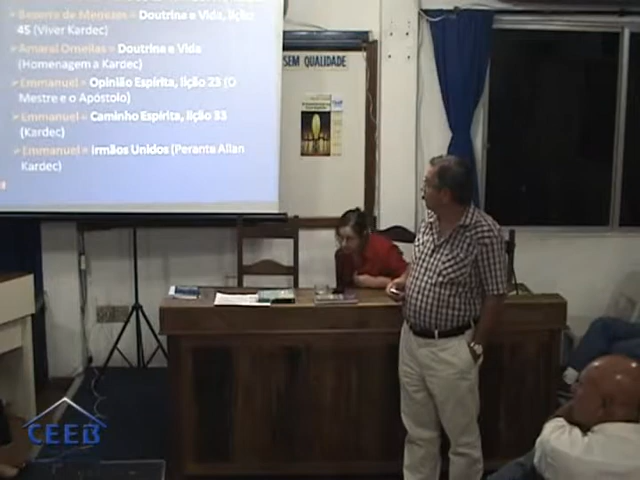 Bezerra de Menezes – Doutrina e Vida, lição
45 (Viver Kardec)
Amaral Ornellas – Doutrina e Vida
(Homenagem a Kardec)
Emmanuel – Opinião Espírita, lição 23 (O
Mestre e o Apóstolo)
Emmanuel – Caminho Espírita, lição 33
(Kardec)
Emmanuel – Irmãos Unidos (Perante Allan
Kardec)
SEM QUALIDADE
CEEB